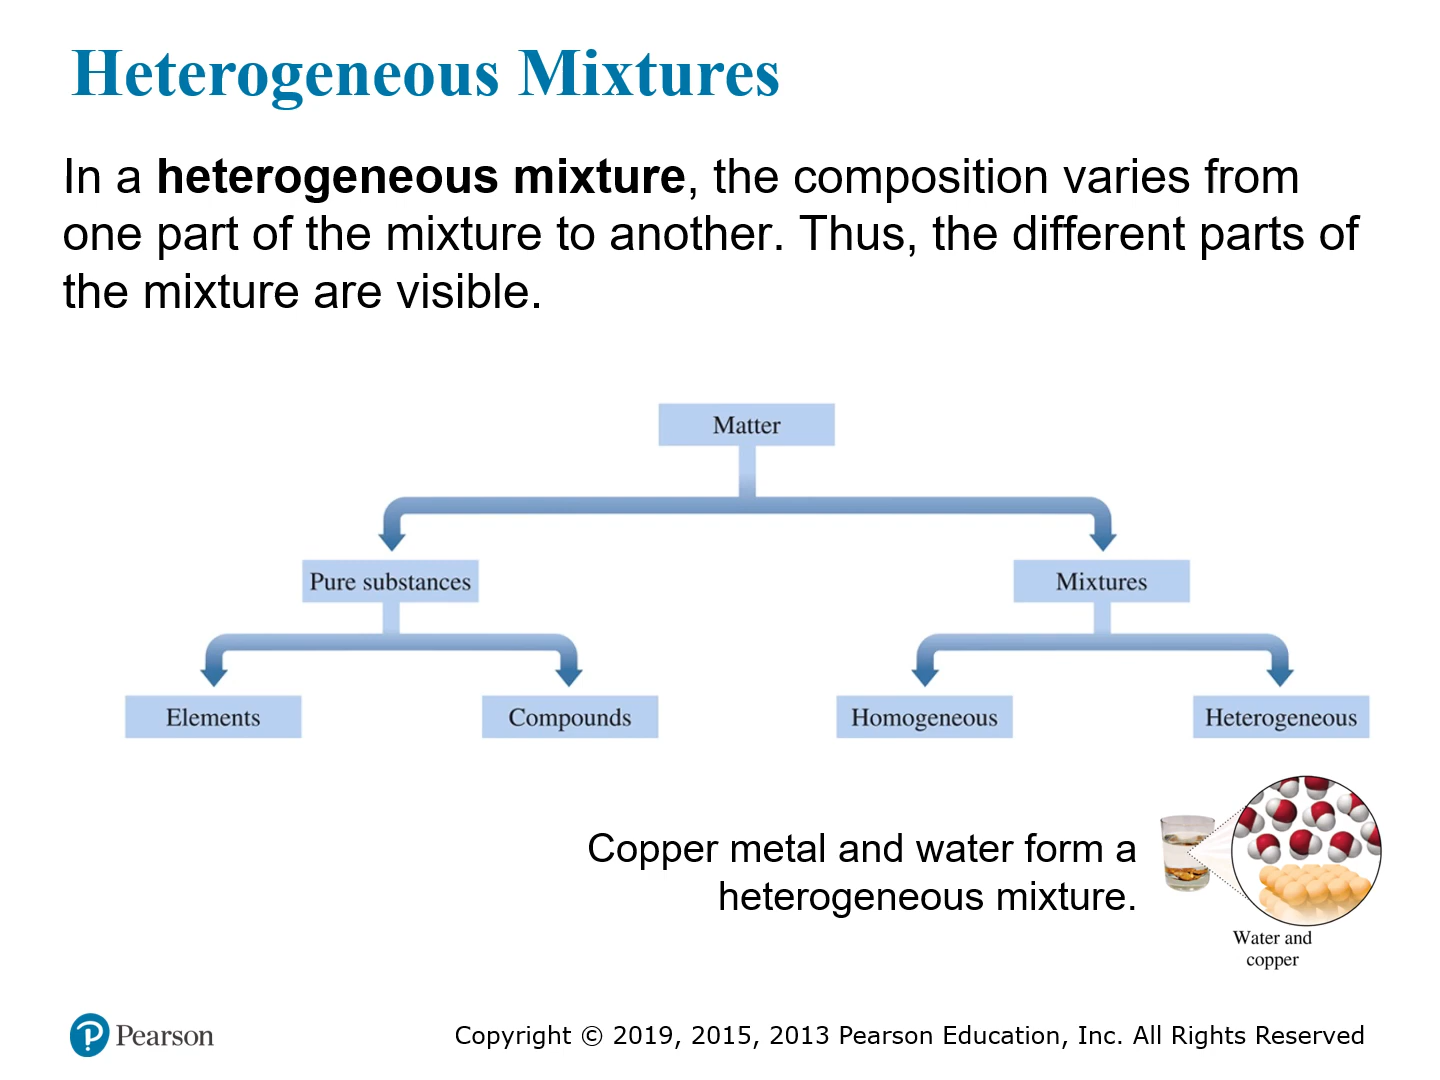 Heterogeneous Mixtures
In a heterogeneous mixture, the composition varies from
one part of the mixture to another. Thus, the different parts of
the mixture are visible.
Matter
Pure substances
Mixtures
Elements
Compounds
Homogeneous
Heterogeneous
Copper metal and water form a
heterogeneous mixture.
Water and
copper
Pearson
Copyright © 2019, 2015, 2013 Pearson Education, Inc. All Rights Reserved